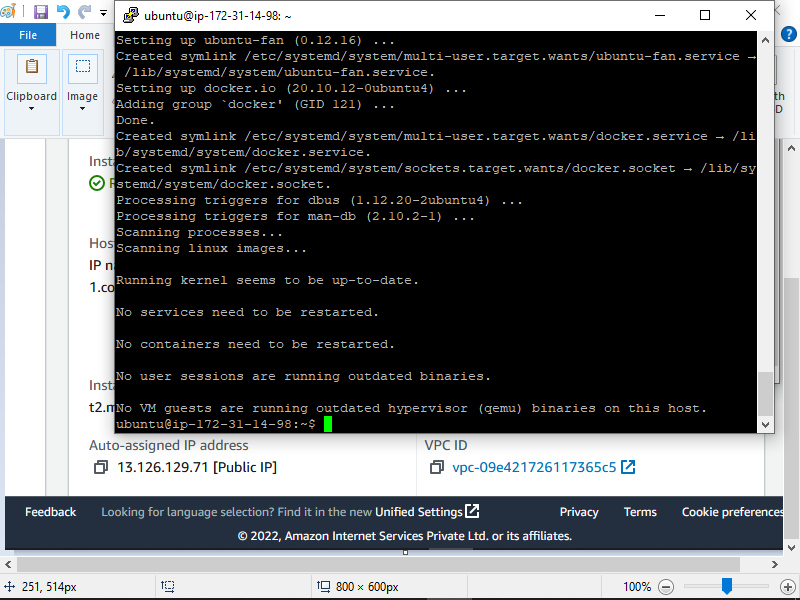 ubuntu@ip-172-31-14-98: ~
File
Home
Clipboard
Image
Setting up ubuntu-fan (0.12.16) ...
Created symlink /etc/systemd/system/multi-user.target.wants/ubuntu-fan.service →
/lib/systemd/system/ubuntu-fan.service.
Setting up docker.io (20.10.12-0ubuntu4) ...
Adding group `docker' (GID 121) ...
Done.
Created symlink /etc/systemd/system/multi-user.target.wants/docker.service → /li
b/systemd/system/docker.service.
Created symlink /etc/systemd/system/sockets.target.wants/docker.socket → /lib/sy
stemd/system/docker.socket.
Processing triggers for dbus (1.12.20-2ubuntu4) ...
Processing triggers for man-db (2.10.2-1) ...
Scanning processes...
Scanning linux images...
Running kernel seems to be up-to-date.
No services need to be restarted.
No containers need to be restarted.
No user sessions are running outdated binaries.
No VM guests are running outdated hypervisor (qemu) binaries on this host.
ubuntu@ip-172-31-14-98:~$
Auto-assigned IP address
VPC ID
13.126.129.71 [Public IP]
vpc-09e421726117365c5
Feedback
Looking for language selection? Find it in the new Unified Settings
Privacy
Terms
Cookie preferences
© 2022, Amazon Internet Services Private Ltd. or its affiliates.
251, 514px
800 × 600px
100%